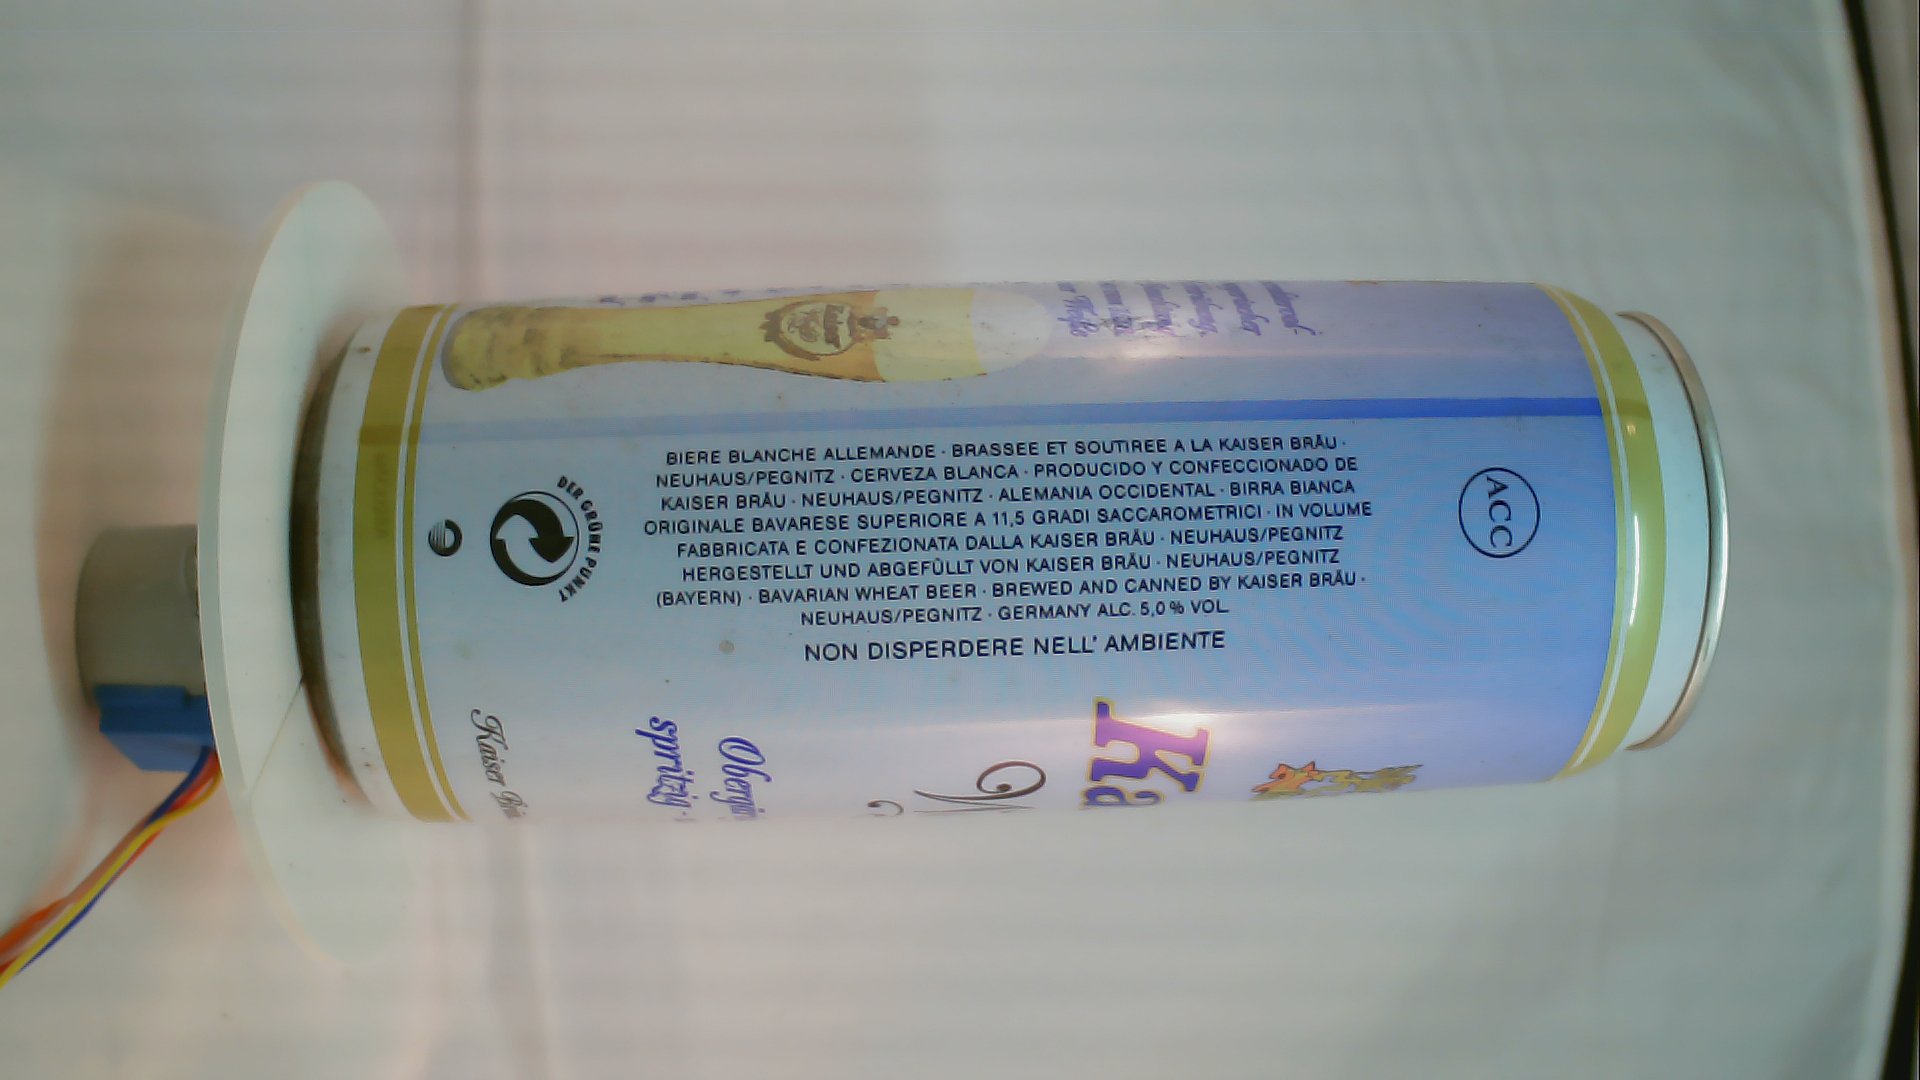 BIERE BLANCHE ALLEMANDE · BRASSEE ET SOUTIREE A LA KAISER BRÄU ·
NEUHAUS/PEGNITZ · CERVEZA BLANCA · PRODUCIDO Y CONFECCIONADO DE
KAISER BRÄU · NEUHAUS/PEGNITZ · ALEMANIA OCCIDENTAL · BIRRA BIANCA
ORIGINALE BAVARESE SUPERIORE A 11,5 GRADI SACCAROMETRICI · IN VOLUME
FABBRICATA E CONFEZIONATA DALLA KAISER BRÄU · NEUHAUS/PEGNITZ
HERGESTELLT UND ABGEFÜLLT VON KAISER BRÄU · NEUHAUS/PEGNITZ
(BAYERN) · BAVARIAN WHEAT BEER · BREWED AND CANNED BY KAISER BRÄU ·
NEUHAUS/PEGNITZ · GERMANY ALC. 5,0 % VOL.
NON DISPERDERE NELL' AMBIENTE
DER GRÜNE PUNKT
ACC
Ka
W
spritzig
Kaiser